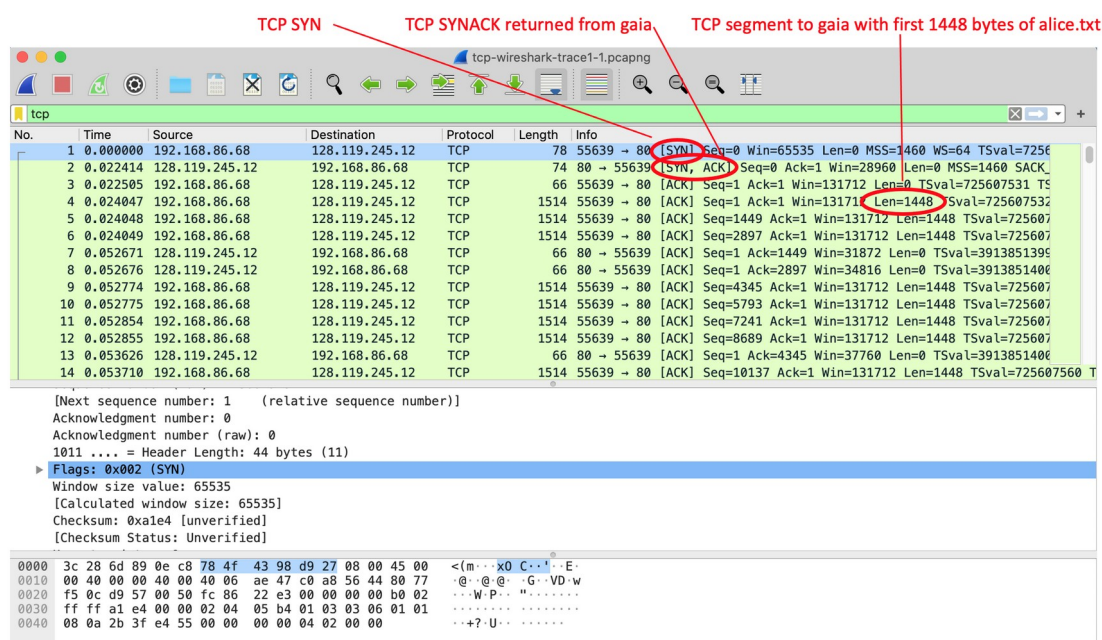 TCP SYN TCP SYNACK returned from gaia TCP segment to gaia with first 1448 bytes of alice.txt
tcp-wireshark-trace1-1.pcapng
tcp
No. Time Source Destination Protocol Length Info
1 0.000000 192.168.86.68 128.119.245.12 TCP 78 55639 → 80 [SYN] Seq=0 Win=65535 Len=0 MSS=1460 WS=64 TSval=7256
2 0.022414 128.119.245.12 192.168.86.68 TCP 74 80 → 55639 [SYN, ACK] Seq=0 Ack=1 Win=28960 Len=0 MSS=1460 SACK_
3 0.022505 192.168.86.68 128.119.245.12 TCP 66 55639 → 80 [ACK] Seq=1 Ack=1 Win=131712 Len=0 TSval=725607531 TS
4 0.024047 192.168.86.68 128.119.245.12 TCP 1514 55639 → 80 [ACK] Seq=1 Ack=1 Win=131712 Len=1448 TSval=725607532
5 0.024048 192.168.86.68 128.119.245.12 TCP 1514 55639 → 80 [ACK] Seq=1449 Ack=1 Win=131712 Len=1448 TSval=725607
6 0.024049 192.168.86.68 128.119.245.12 TCP 1514 55639 → 80 [ACK] Seq=2897 Ack=1 Win=131712 Len=1448 TSval=725607
7 0.052671 128.119.245.12 192.168.86.68 TCP 66 80 → 55639 [ACK] Seq=1 Ack=1449 Win=31872 Len=0 TSval=3913851399
8 0.052676 128.119.245.12 192.168.86.68 TCP 66 80 → 55639 [ACK] Seq=1 Ack=2897 Win=34816 Len=0 TSval=3913851400
9 0.052774 192.168.86.68 128.119.245.12 TCP 1514 55639 → 80 [ACK] Seq=4345 Ack=1 Win=131712 Len=1448 TSval=725607
10 0.052775 192.168.86.68 128.119.245.12 TCP 1514 55639 → 80 [ACK] Seq=5793 Ack=1 Win=131712 Len=1448 TSval=725607
11 0.052854 192.168.86.68 128.119.245.12 TCP 1514 55639 → 80 [ACK] Seq=7241 Ack=1 Win=131712 Len=1448 TSval=725607
12 0.052855 192.168.86.68 128.119.245.12 TCP 1514 55639 → 80 [ACK] Seq=8689 Ack=1 Win=131712 Len=1448 TSval=725607
13 0.053626 128.119.245.12 192.168.86.68 TCP 66 80 → 55639 [ACK] Seq=1 Ack=4345 Win=37760 Len=0 TSval=3913851400
14 0.053710 192.168.86.68 128.119.245.12 TCP 1514 55639 → 80 [ACK] Seq=10137 Ack=1 Win=131712 Len=1448 TSval=725607560 T
[Next sequence number: 1 (relative sequence number)]
Acknowledgment number: 0
Acknowledgment number (raw): 0
1011 .... = Header Length: 44 bytes (11)
Flags: 0x002 (SYN)
Window size value: 65535
[Calculated window size: 65535]
Checksum: 0xa1e4 [unverified]
[Checksum Status: Unverified]
0000 3c 28 6d 89 0e c8 78 4f 43 98 d9 27 08 00 45 00 <(m···xO C··'··E·
0010 00 40 00 00 40 00 40 06 ae 47 c0 a8 56 44 80 77 ·@··@·@· ·G··VD·w
0020 f5 0c d9 57 00 50 fc 86 22 e3 00 00 00 00 b0 02 ···W·P·· "·······
0030 ff ff a1 e4 00 00 02 04 05 b4 01 03 03 06 01 01 ········ ········
0040 08 0a 2b 3f e4 55 00 00 00 00 04 02 00 00 ··+?·U·· ······